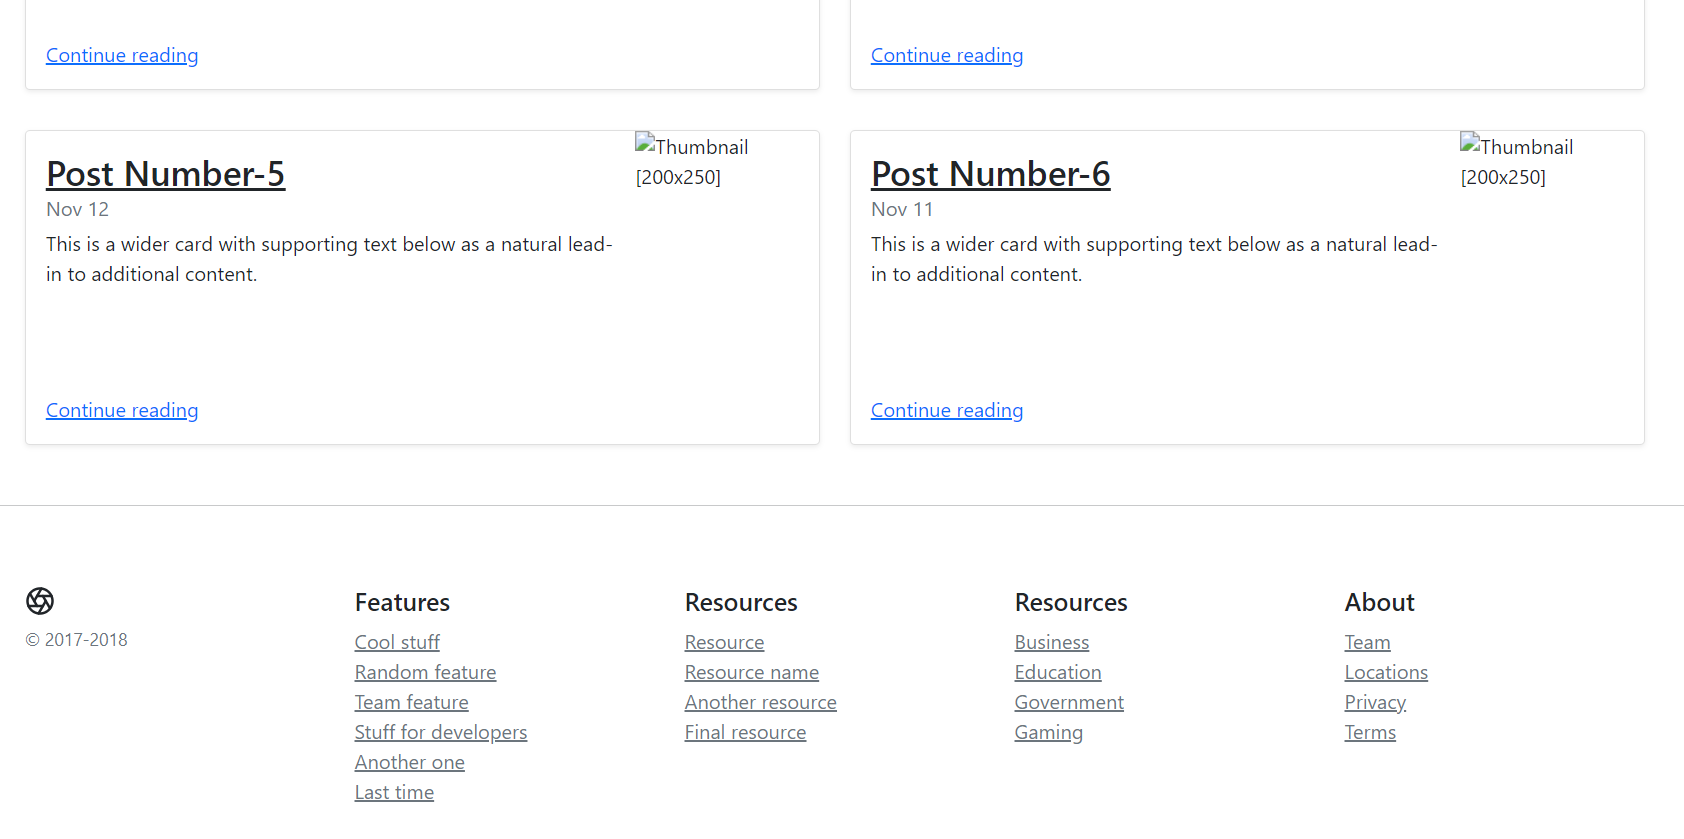 Continue reading
Continue reading
Post Number-5
Nov 12
This is a wider card with supporting text below as a natural lead-
in to additional content.
Continue reading
Thumbnail
[200x250]
Post Number-6
Nov 11
This is a wider card with supporting text below as a natural lead-
in to additional content.
Continue reading
Thumbnail
[200x250]
© 2017-2018
Features
Cool stuff
Random feature
Team feature
Stuff for developers
Another one
Last time
Resources
Resource
Resource name
Another resource
Final resource
Resources
Business
Education
Government
Gaming
About
Team
Locations
Privacy
Terms